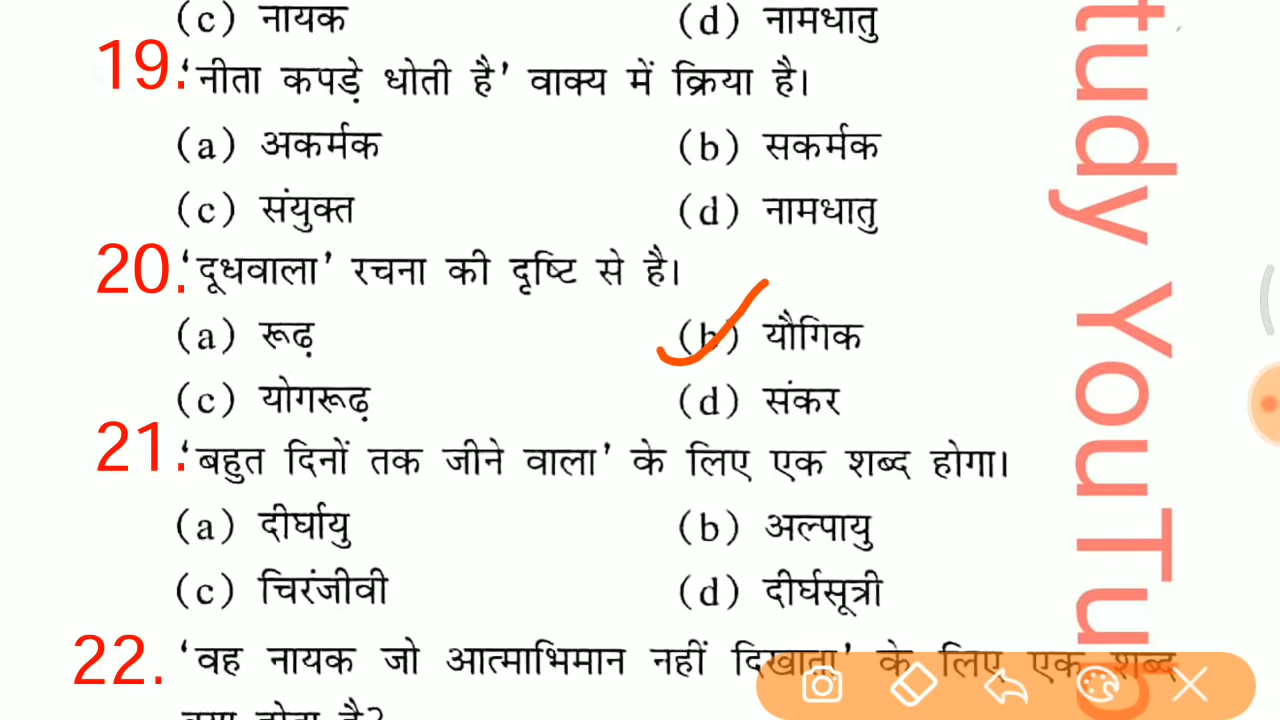 (c) नायक (d) नामधातु
19. ‘नीता कपड़े धोती है’ वाक्य में क्रिया है।
(a) अकर्मक (b) सकर्मक
(c) संयुक्त (d) नामधातु
20. ‘दूधवाला’ रचना की दृष्टि से है।
(a) रूढ़ (b) यौगिक
(c) योगरूढ़ (d) संकर
21. ‘बहुत दिनों तक जीने वाला’ के लिए एक शब्द होगा।
(a) दीर्घायु (b) अल्पायु
(c) चिरंजीवी (d) दीर्घसूत्री
22. ‘वह नायक जो आत्माभिमान नहीं दिखाता’ के लिए एक शब्द
क्या होता है?
tudy YouTu